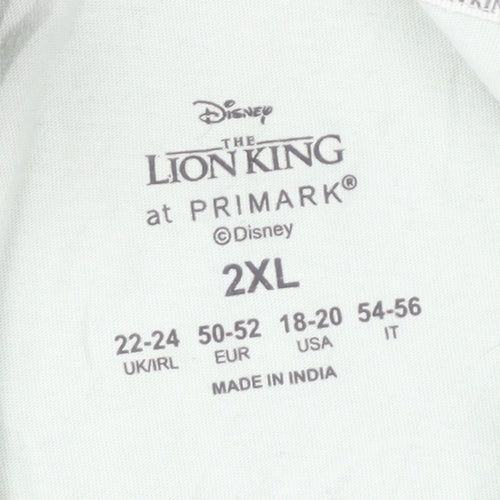 Disney
THE
LION KING
at PRIMARK®
©Disney
2XL
22-24 50-52 18-20 54-56
UK/IRL EUR USA IT
MADE IN INDIA